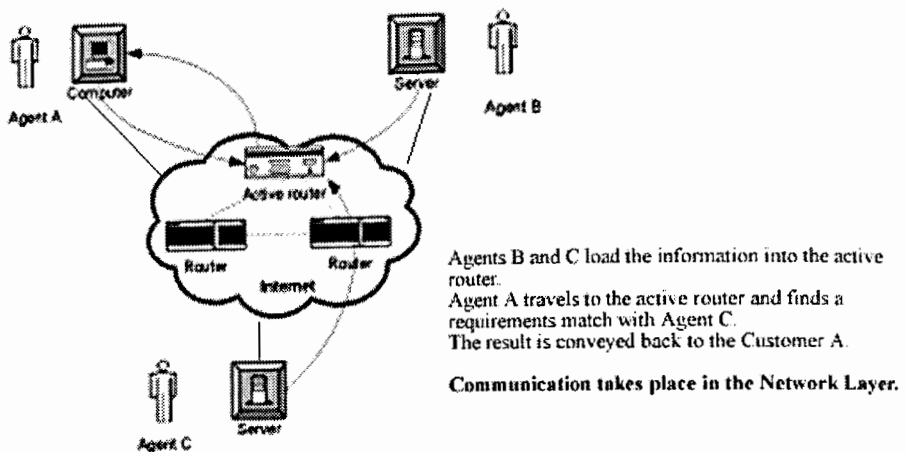 Computer
Agent A
Server
Agent B
Active router
Router
Router
Internet
Agents B and C load the information into the active
router.
Agent A travels to the active router and finds a
requirements match with Agent C.
The result is conveyed back to the Customer A.
Communication takes place in the Network Layer.
Server
Agent C